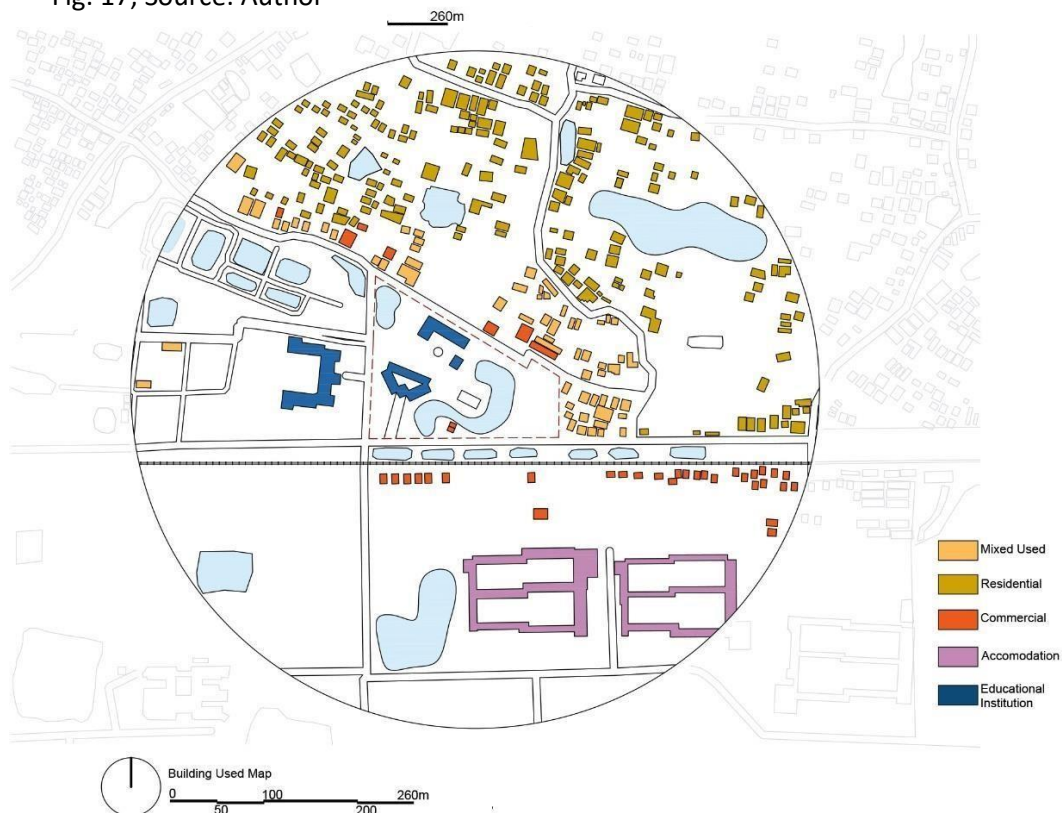 Fig. 17, Source: Author
260m
Mixed Used
Residential
Commercial
Accomodation
Educational
Institution
Building Used Map
0 100 260m
50 200